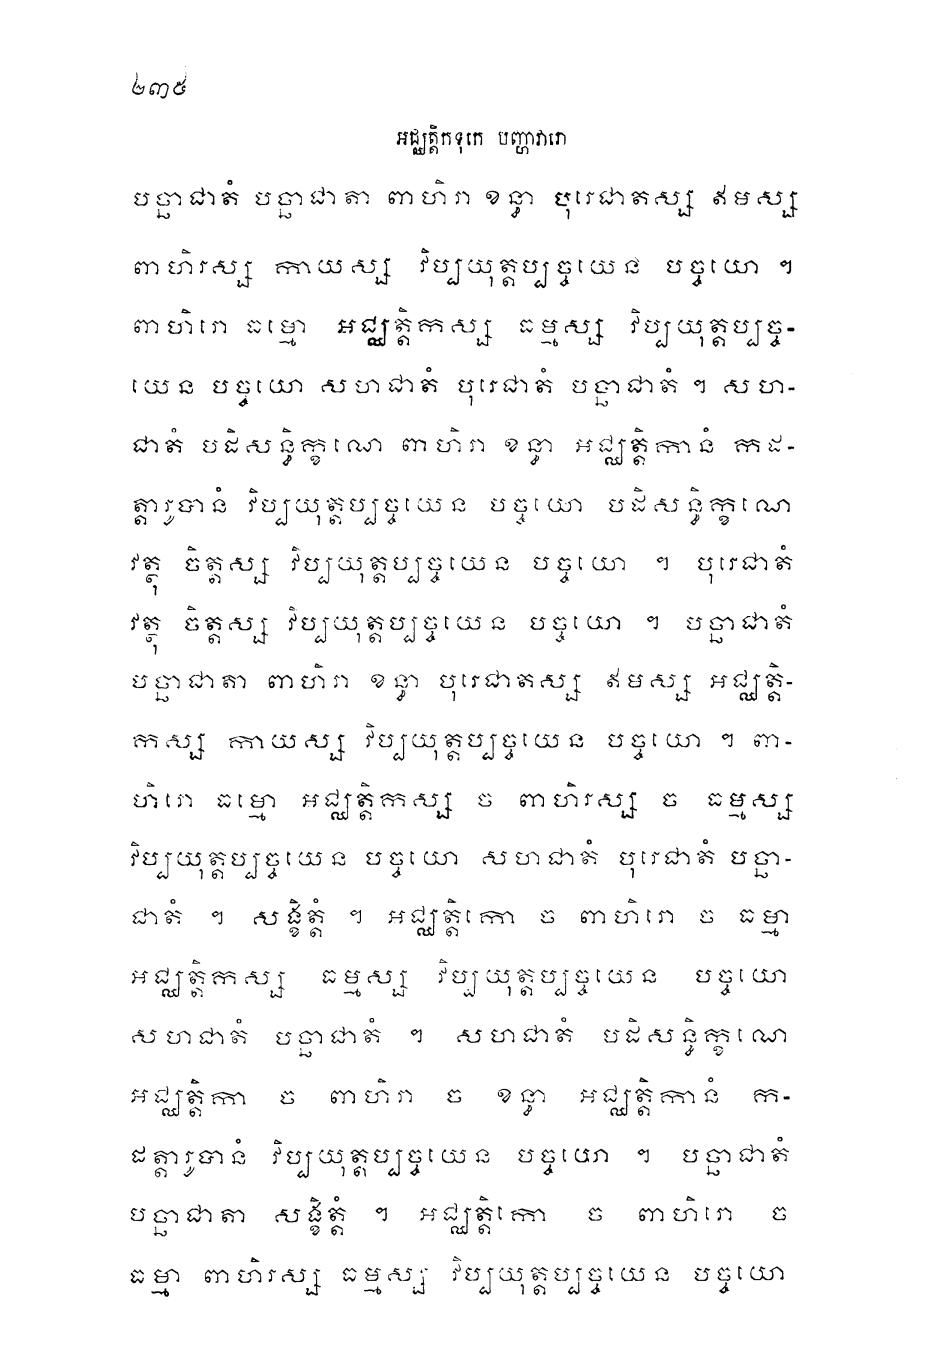 ២៣៥
អជ្ឈត្តិកទុកេ បញ្ហាវារោ
បច្ឆាជាតំ បច្ឆាជាតា ពាហិរា ខន្ធា បុរេជាតស្ស ឥមស្ស
ពាហិរស្ស កាយស្ស វិប្បយុត្តប្បច្ចយេន បច្ចយោ ។
ពាហិរោ ធម្មោ អជ្ឈត្តិកស្ស ធម្មស្ស វិប្បយុត្តប្បច្ច-
យេន បច្ចយោ សហជាតំ បុរេជាតំ បច្ឆាជាតំ ។ សហ-
ជាតំ បដិសន្ធិក្ខណេ ពាហិរា ខន្ធា អជ្ឈត្តិកានំ កដ-
ត្តារូបានំ វិប្បយុត្តប្បច្ចយេន បច្ចយោ បដិសន្ធិក្ខណេ
វត្ថុ ចិត្តស្ស វិប្បយុត្តប្បច្ចយេន បច្ចយោ ។ បុរេជាតំ
វត្ថុ ចិត្តស្ស វិប្បយុត្តប្បច្ចយេន បច្ចយោ ។ បច្ឆាជាតំ
បច្ឆាជាតា ពាហិរា ខន្ធា បុរេជាតស្ស ឥមស្ស អជ្ឈត្តិ-
កស្ស កាយស្ស វិប្បយុត្តប្បច្ចយេន បច្ចយោ ។ ពា-
ហិរោ ធម្មោ អជ្ឈត្តិកស្ស ច ពាហិរស្ស ច ធម្មស្ស
វិប្បយុត្តប្បច្ចយេន បច្ចយោ សហជាតំ បុរេជាតំ បច្ឆា-
ជាតំ ។ សង្ខិត្តំ ។ អជ្ឈត្តិកោ ច ពាហិរោ ច ធម្មា
អជ្ឈត្តិកស្ស ធម្មស្ស វិប្បយុត្តប្បច្ចយេន បច្ចយោ
សហជាតំ បច្ឆាជាតំ ។ សហជាតំ បដិសន្ធិក្ខណេ
អជ្ឈត្តិកា ច ពាហិរា ច ខន្ធា អជ្ឈត្តិកានំ ក-
ដត្តារូបានំ វិប្បយុត្តប្បច្ចយេន បច្ចយោ ។ បច្ឆាជាតំ
បច្ឆាជាតា សង្ខិត្តំ ។ អជ្ឈត្តិកោ ច ពាហិរោ ច
ធម្មា ពាហិរស្ស ធម្មស្ស វិប្បយុត្តប្បច្ចយេន បច្ចយោ